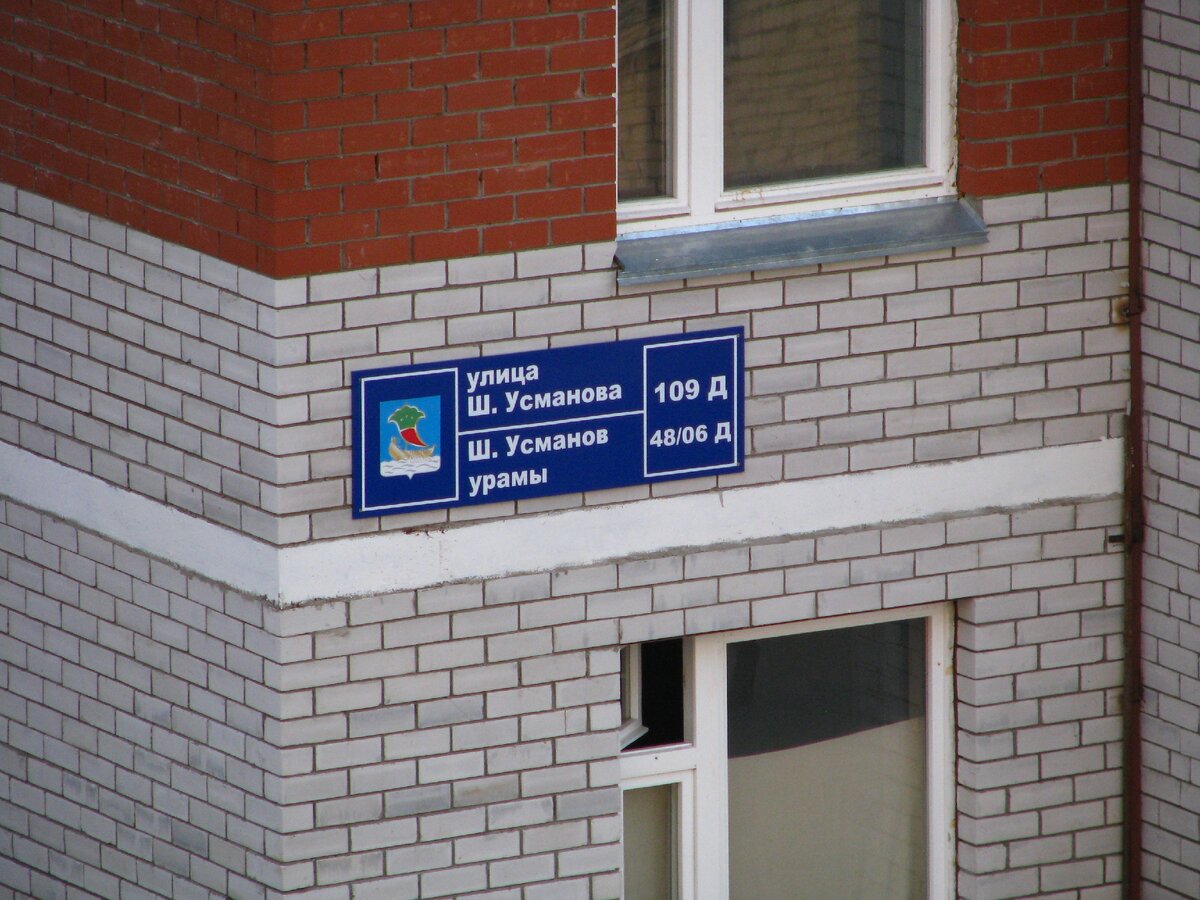 улица
Ш. Усманова
109 Д
Ш. Усманов
урамы
48/06 Д